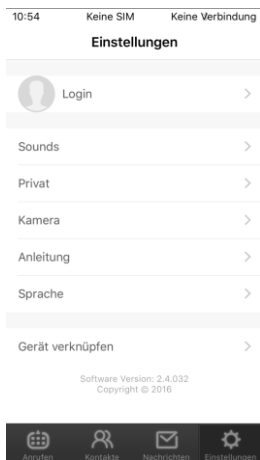 10:54 Keine SIM Keine Verbindung
Einstellungen
Login
Sounds
Privat
Kamera
Anleitung
Sprache
Gerät verknüpfen
Software Version: 2.4.032
Copyright © 2016
Anrufen Kontakte Nachrichten Einstellungen